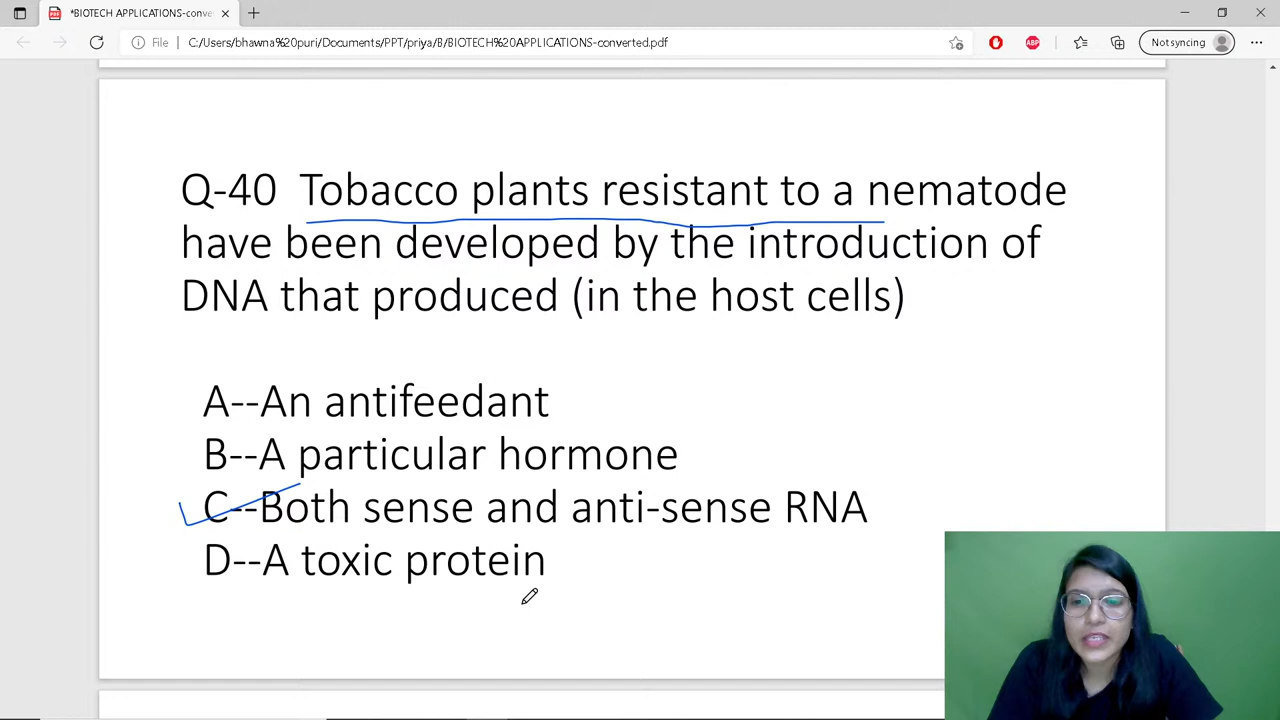 *BIOTECH APPLICATIONS-conve
File
C:/Users/bhawna%20puri/Documents/PPT/priya/B/BIOTECH%20APPLICATIONS-converted.pdf
ABP
Not syncing
Q-40 Tobacco plants resistant to a nematode
have been developed by the introduction of
DNA that produced (in the host cells)
A--An antifeedant
B--A particular hormone
C--Both sense and anti-sense RNA
D--A toxic protein